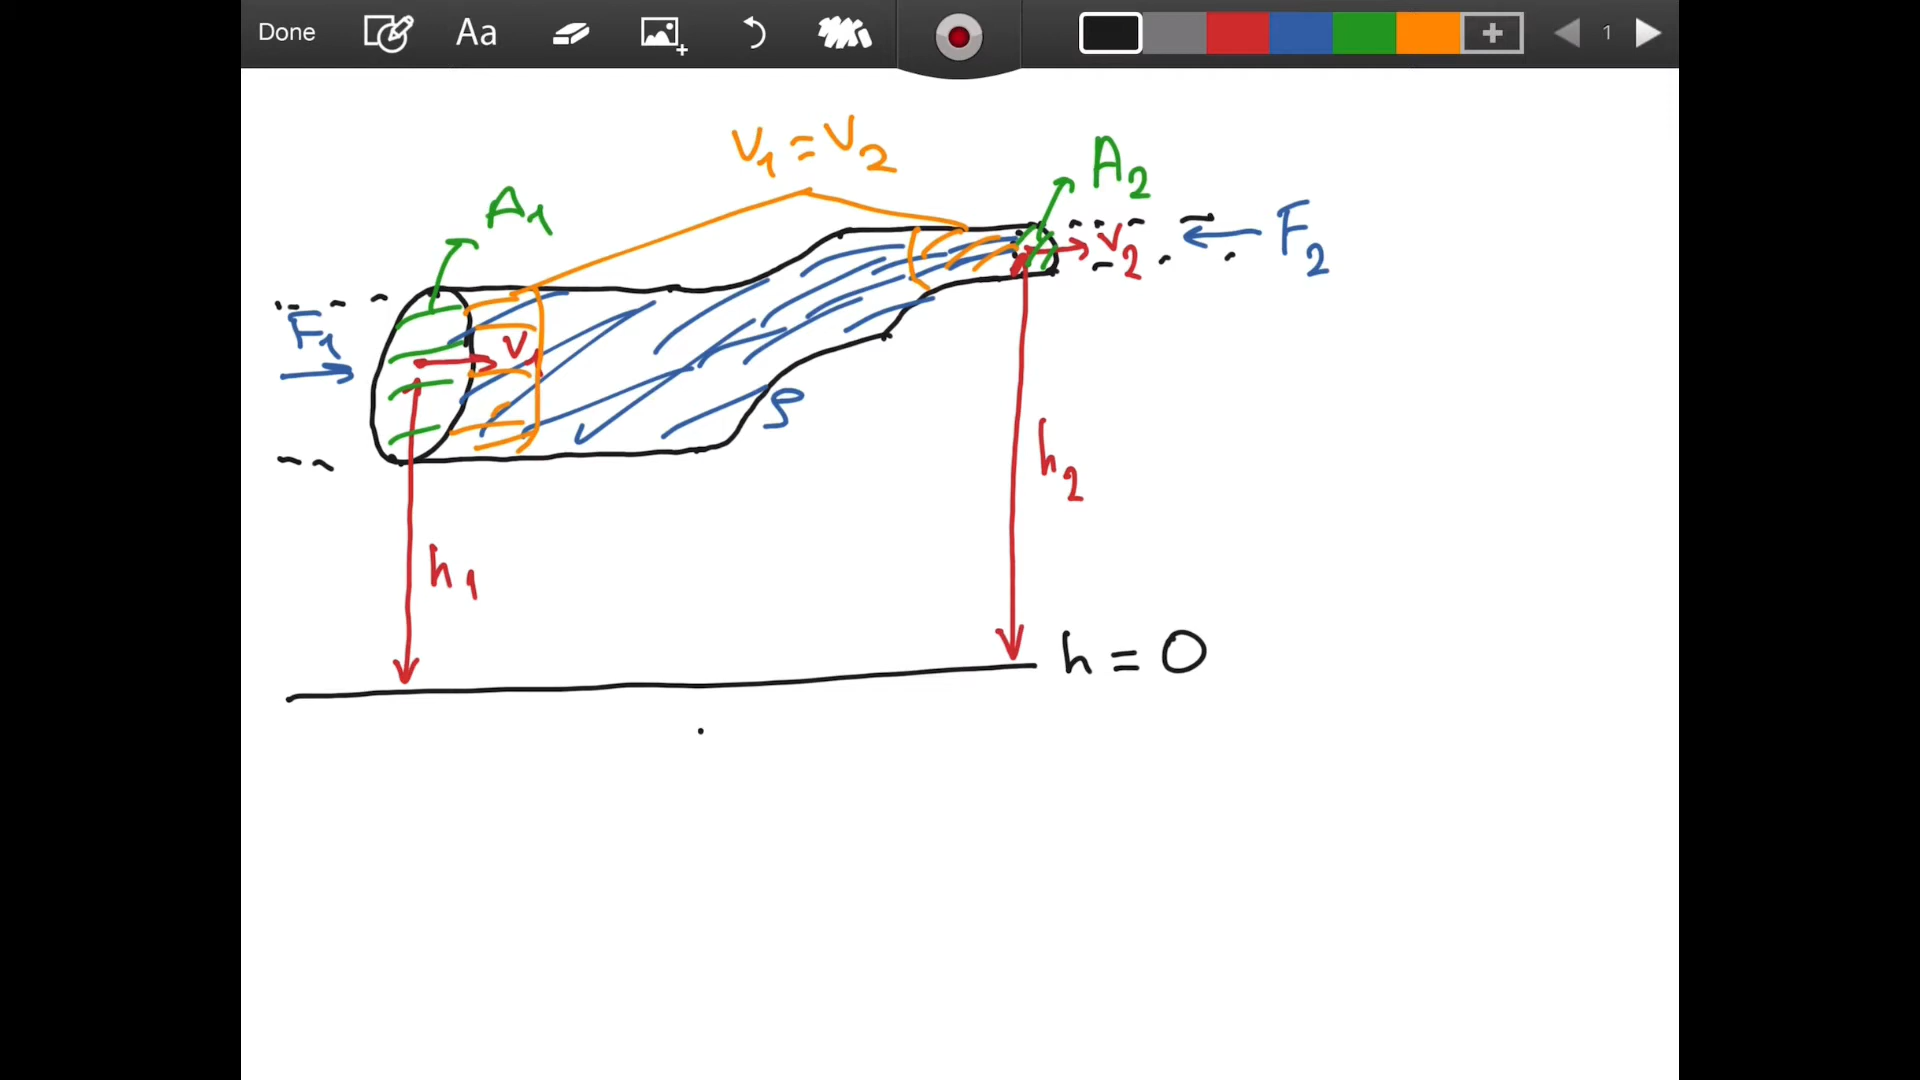 Done Aa 1
V₁ = V₂
A₁
A₂
F₁
v₁
v₂
F₂
ρ
h₁
h₂
h = 0